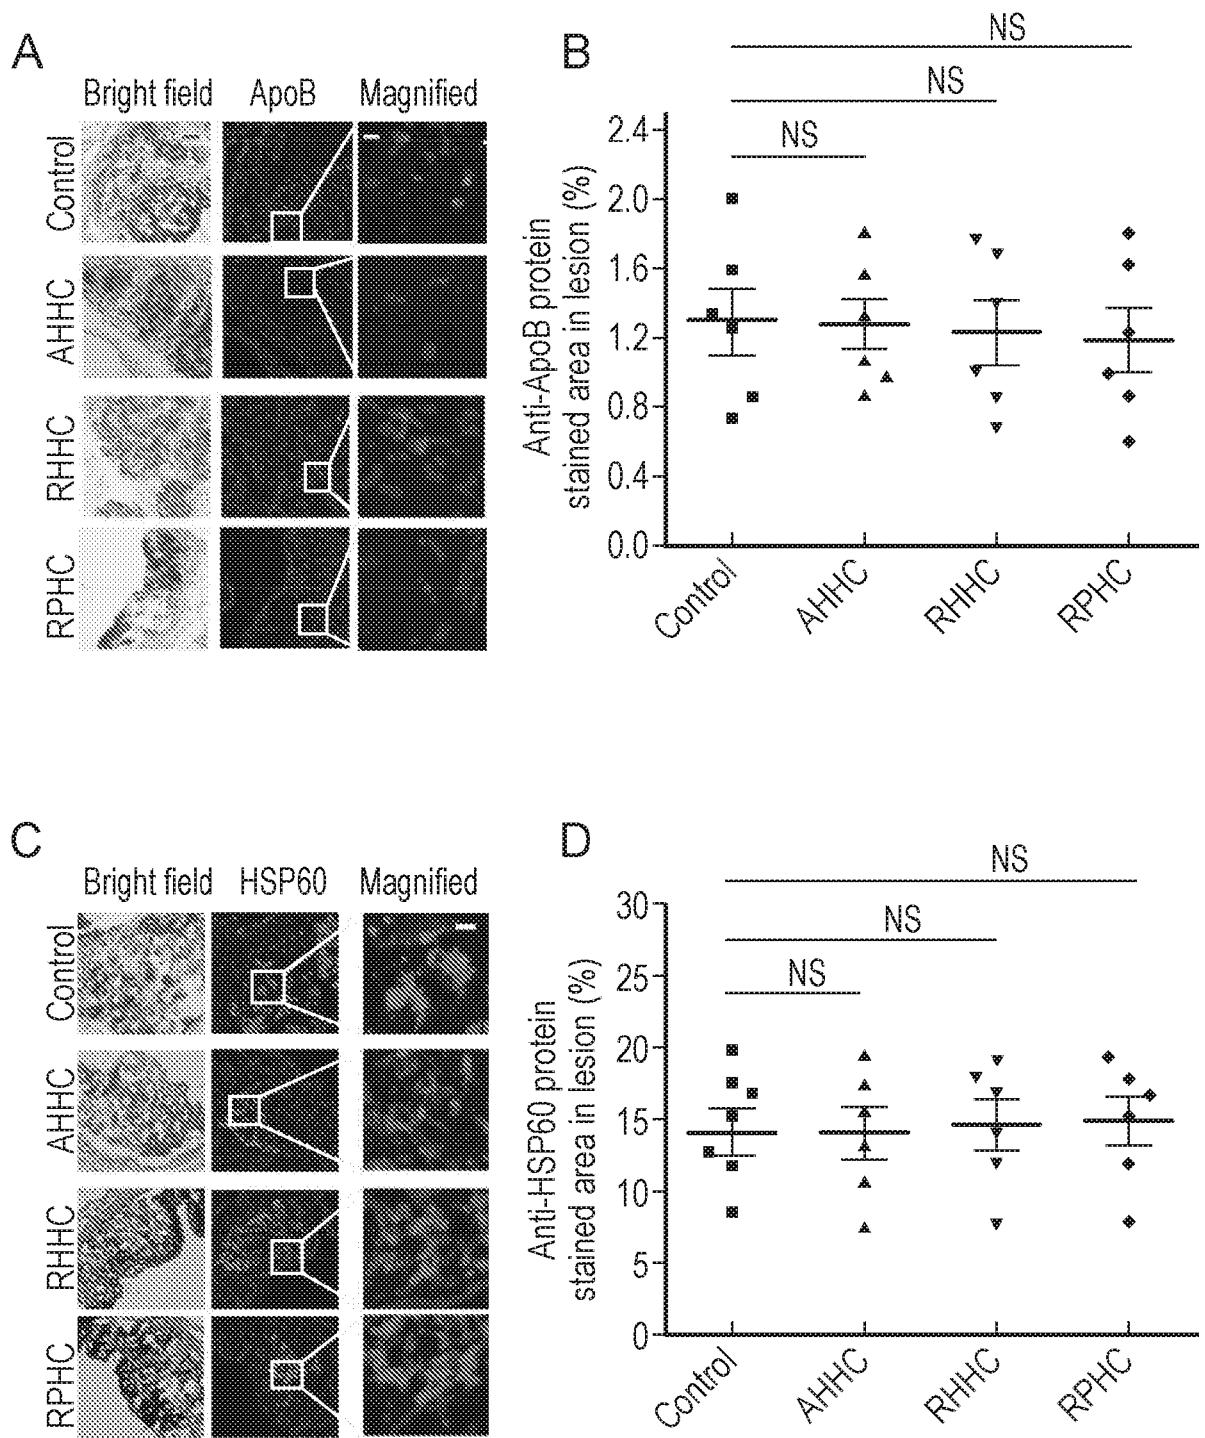 A
Bright field ApoB Magnified
Control
AHHC
RHHC
RPHC
B
NS
NS
NS
Anti-ApoB protein
stained area in lesion (%)
2.4
2.0
1.6
1.2
0.8
0.4
0.0
Control AHHC RHHC RPHC
C
Bright field HSP60 Magnified
Control
AHHC
RHHC
RPHC
D
NS
NS
NS
Anti-HSP60 protein
stained area in lesion (%)
30
25
20
15
10
5
0
Control AHHC RHHC RPHC